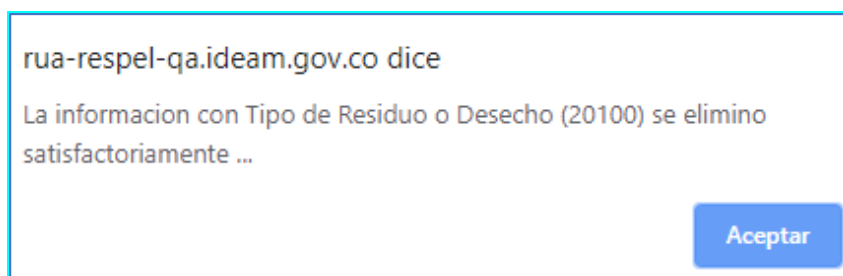 rua-respel-qa.ideam.gov.co dice
La informacion con Tipo de Residuo o Desecho (20100) se elimino
satisfactoriamente ...
Aceptar